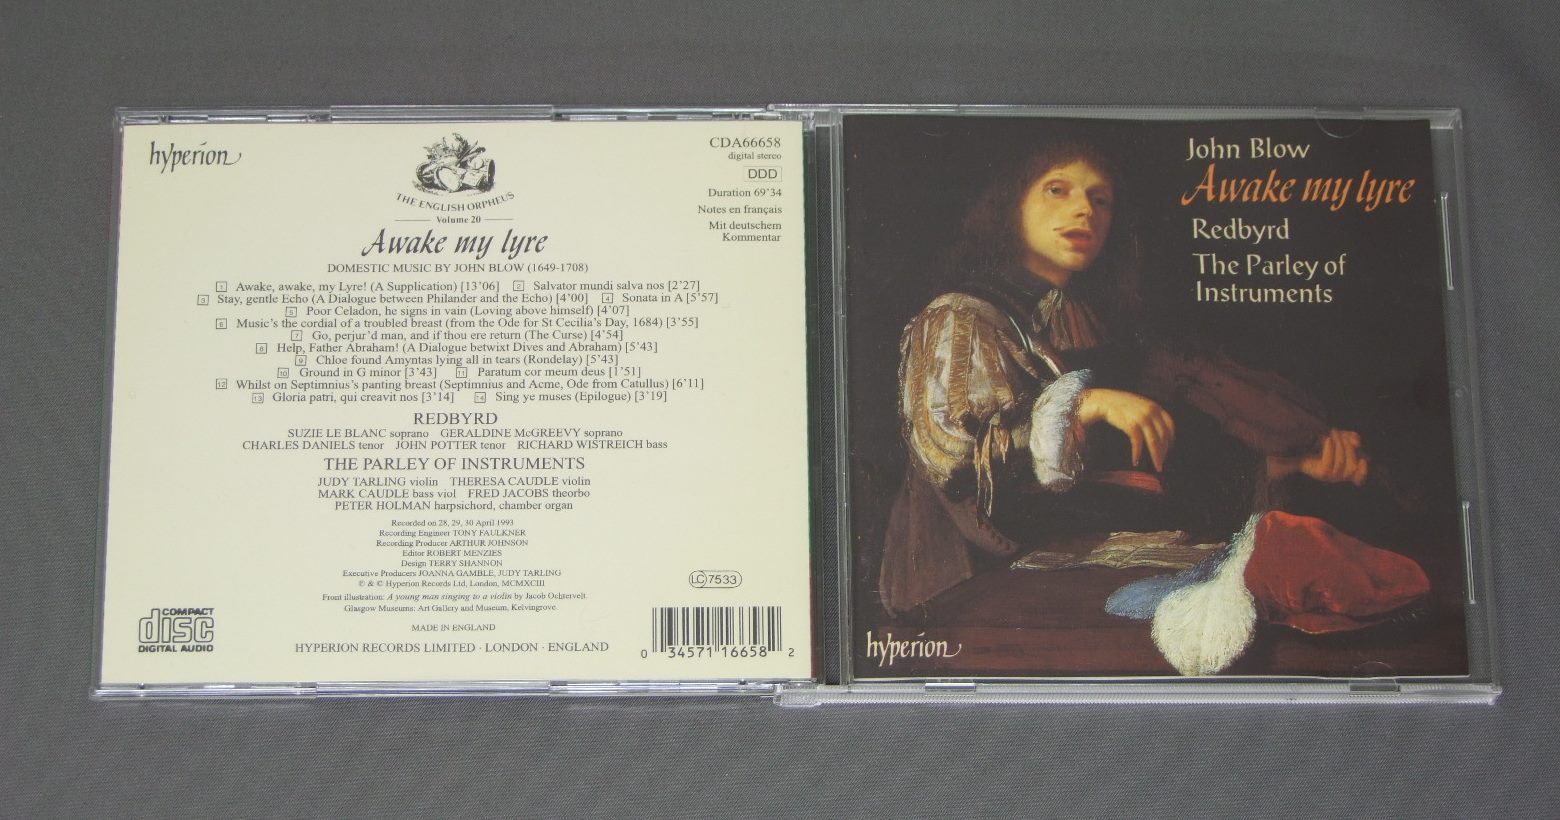 hyperion
THE ENGLISH ORPHEUS
Volume 20
Awake my lyre
DOMESTIC MUSIC BY JOHN BLOW (1649-1708)
CDA66658
digital stereo
DDD
Duration 69'34
Notes en français
Mit deutschem
Kommentar
1 Awake, awake, my Lyre! (A Supplication) [13'06] 2 Salvator mundi salva nos [2'27]
3 Stay, gentle Echo (A Dialogue between Philander and the Echo) [4'00] 4 Sonata in A [5'57]
5 Poor Celadon, he signs in vain (Loving above himself) [4'07]
6 Music's the cordial of a troubled breast (from the Ode for St Cecilia's Day, 1684) [3'55]
7 Go, perjur'd man, and if thou ere return (The Curse) [4'54]
8 Help, Father Abraham! (A Dialogue betwixt Dives and Abraham) [5'43]
9 Chloe found Amyntas lying all in tears (Rondelay) [5'43]
10 Ground in G minor [3'43] 11 Paratum cor meum deus [1'51]
12 Whilst on Septimnius's panting breast (Septimnius and Acme, Ode from Catullus) [6'11]
13 Gloria patri, qui creavit nos [3'14] 14 Sing ye muses (Epilogue) [3'19]
REDBYRD
SUZIE LE BLANC soprano GERALDINE McGREEVY soprano
CHARLES DANIELS tenor JOHN POTTER tenor RICHARD WISTREICH bass
THE PARLEY OF INSTRUMENTS
JUDY TARLING violin THERESA CAUDLE violin
MARK CAUDLE bass viol FRED JACOBS theorbo
PETER HOLMAN harpsichord, chamber organ
Recorded on 28, 29, 30 April 1993
Recording Engineer TONY FAULKNER
Recording Producer ARTHUR JOHNSON
Editor ROBERT MENZIES
Design TERRY SHANNON
Executive Producers JOANNA GAMBLE, JUDY TARLING
℗ & © Hyperion Records Ltd, London, MCMXCIII
Front illustration: A young man singing to a violin by Jacob Ochtervelt.
Glasgow Museums: Art Gallery and Museum, Kelvingrove.
MADE IN ENGLAND
HYPERION RECORDS LIMITED · LONDON · ENGLAND
COMPACT
disc
DIGITAL AUDIO
LC 7533
0 34571 16658 2
John Blow
Awake my lyre
Redbyrd
The Parley of
Instruments
hyperion